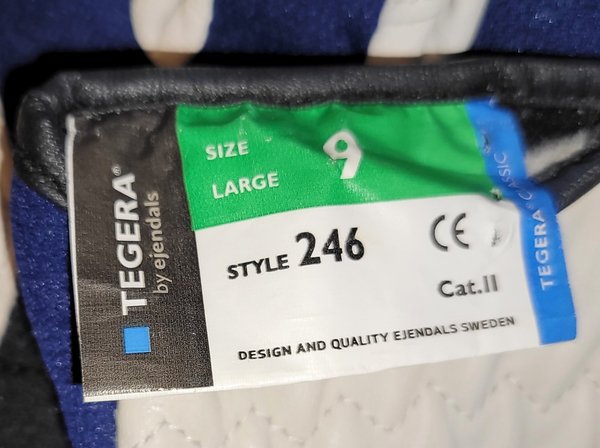 TEGERA®
by ejendals
SIZE 9
LARGE
STYLE 246 CE
Cat.II
DESIGN AND QUALITY EJENDALS SWEDEN
TEGERA® CLASSIC